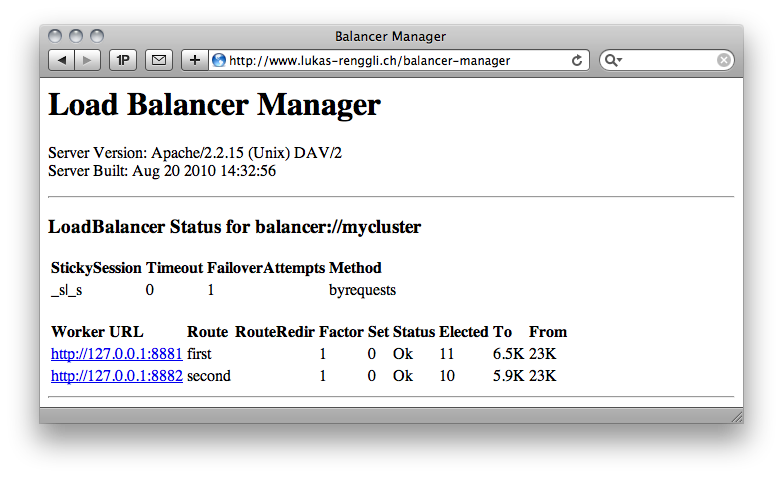 Balancer Manager
1P
+
http://www.lukas-renggli.ch/balancer-manager
Load Balancer Manager
Server Version: Apache/2.2.15 (Unix) DAV/2
Server Built: Aug 20 2010 14:32:56
LoadBalancer Status for balancer://mycluster
StickySession Timeout FailoverAttempts Method
_s|_s 0 1 byrequests
Worker URL Route RouteRedir Factor Set Status Elected To From
http://127.0.0.1:8881 first 1 0 Ok 11 6.5K 23K
http://127.0.0.1:8882 second 1 0 Ok 10 5.9K 23K